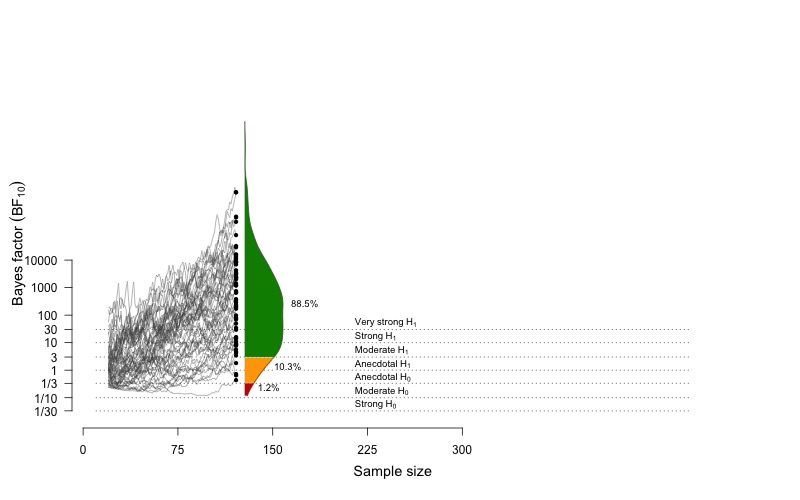 Bayes factor (BF₁₀)
10000
1000
100
30
10
3
1
1/3
1/10
1/30
88.5%
10.3%
1.2%
Very strong H₁
Strong H₁
Moderate H₁
Anecdotal H₁
Anecdotal H₀
Moderate H₀
Strong H₀
0 75 150 225 300
Sample size